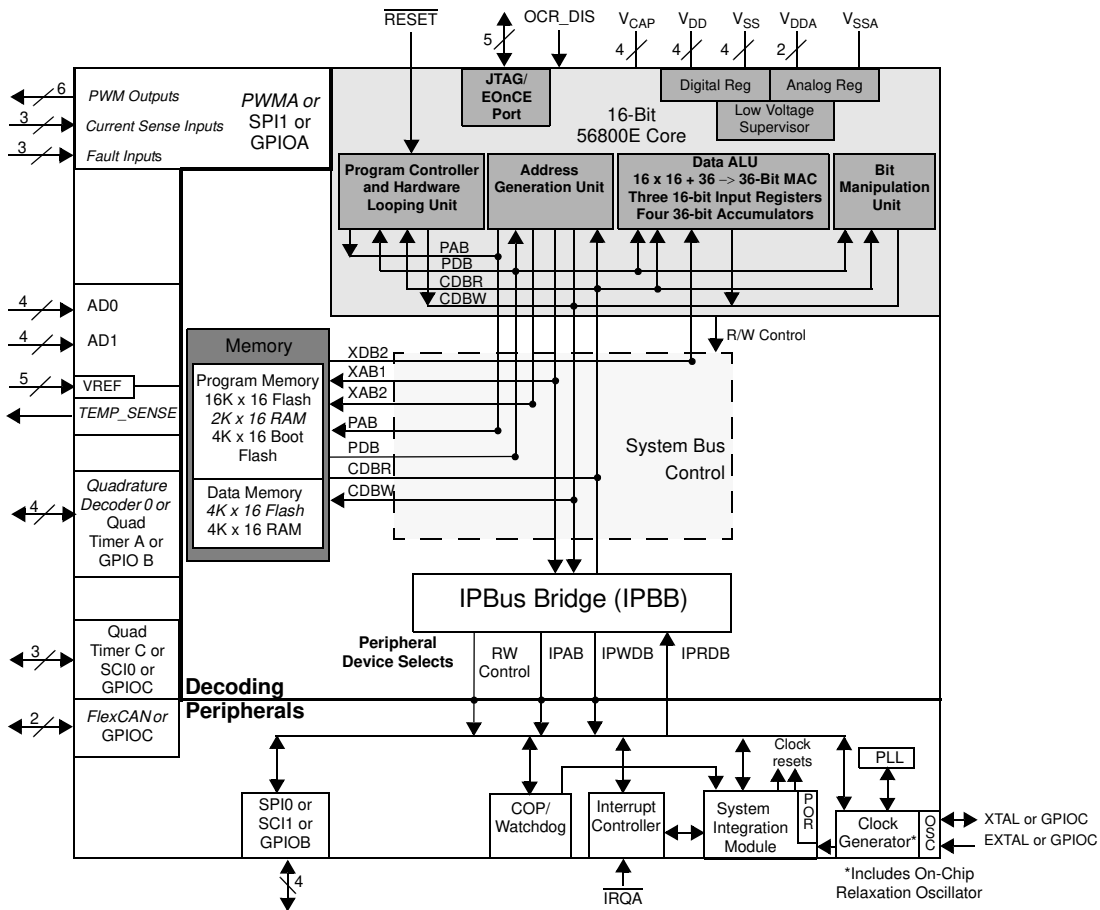 RESET
5
OCR_DIS
VCAP
VDD
VSS
VDDA
VSSA
4
4
4
2
6
PWM Outputs
3
Current Sense Inputs
3
Fault Inputs
PWMA or
SPI1 or
GPIOA
JTAG/
EOnCE
Port
Digital Reg
Analog Reg
Low Voltage
Supervisor
16-Bit
56800E Core
Program Controller
and Hardware
Looping Unit
Address
Generation Unit
Data ALU
16 x 16 + 36 --> 36-Bit MAC
Three 16-bit Input Registers
Four 36-bit Accumulators
Bit
Manipulation
Unit
PAB
PDB
CDBR
CDBW
4
AD0
4
AD1
5
VREF
TEMP_SENSE
Memory
Program Memory
16K x 16 Flash
2K x 16 RAM
4K x 16 Boot
Flash
Data Memory
4K x 16 Flash
4K x 16 RAM
XDB2
XAB1
XAB2
PAB
PDB
CDBR
CDBW
R/W Control
System Bus
Control
4
Quadrature
Decoder 0 or
Quad
Timer A or
GPIO B
IPBus Bridge (IPBB)
3
Quad
Timer C or
SCI0 or
GPIOC
Peripheral
Device Selects
RW
Control
IPAB
IPWDB
IPRDB
Decoding
Peripherals
2
FlexCAN or
GPIOC
SPI0 or
SCI1 or
GPIOB
4
COP/
Watchdog
Interrupt
Controller
IRQA
System
Integration
Module
POR
Clock
resets
PLL
Clock
Generator*
OSC
XTAL or GPIOC
EXTAL or GPIOC
*Includes On-Chip
Relaxation Oscillator